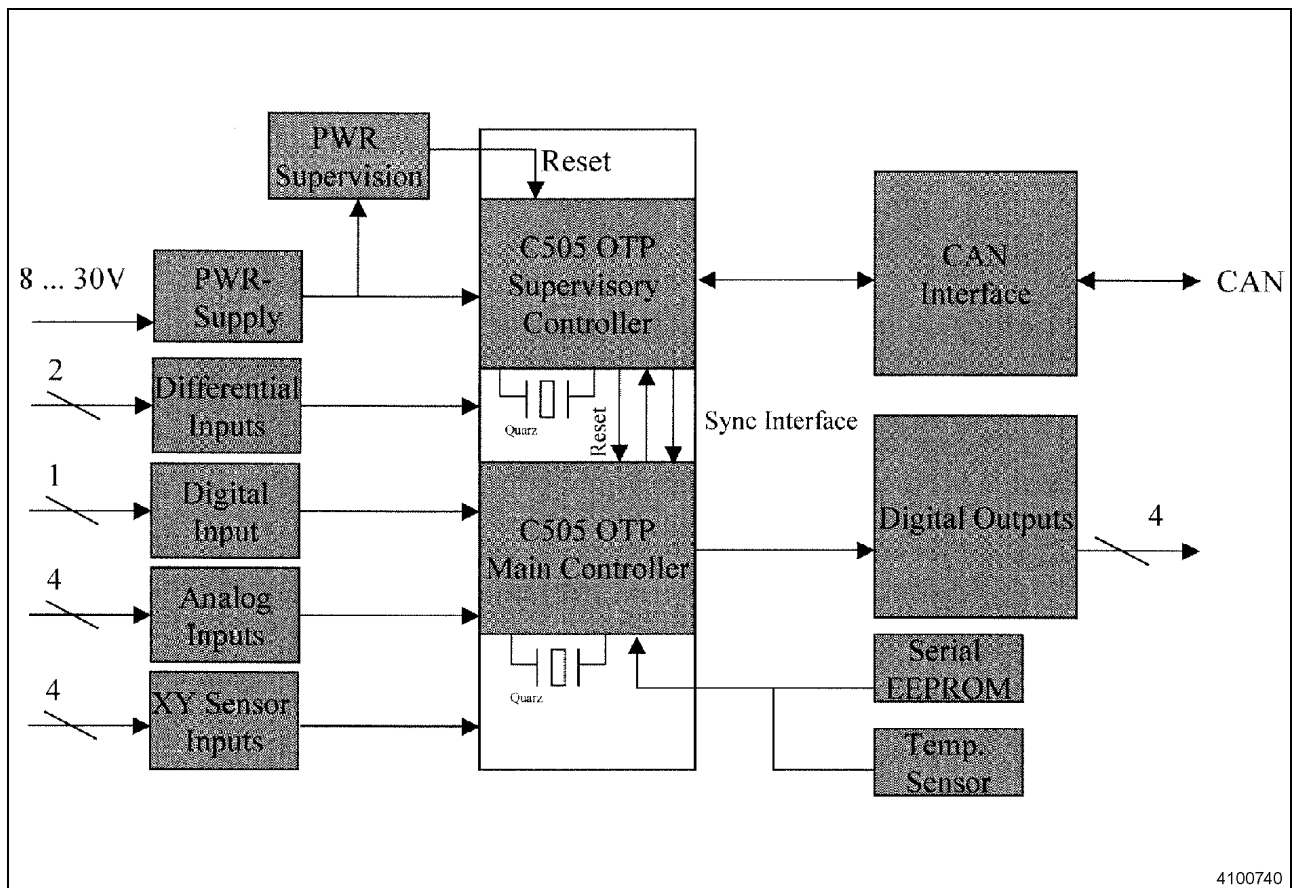 PWR
Supervision
Reset
8 ... 30V
PWR-
Supply
C505 OTP
Supervisory
Controller
CAN
Interface
CAN
2
Differential
Inputs
Quarz
Reset
Sync Interface
1
Digital
Input
C505 OTP
Main Controller
Digital Outputs
4
4
Analog
Inputs
4
XY Sensor
Inputs
Quarz
Serial
EEPROM
Temp.
Sensor
4100740